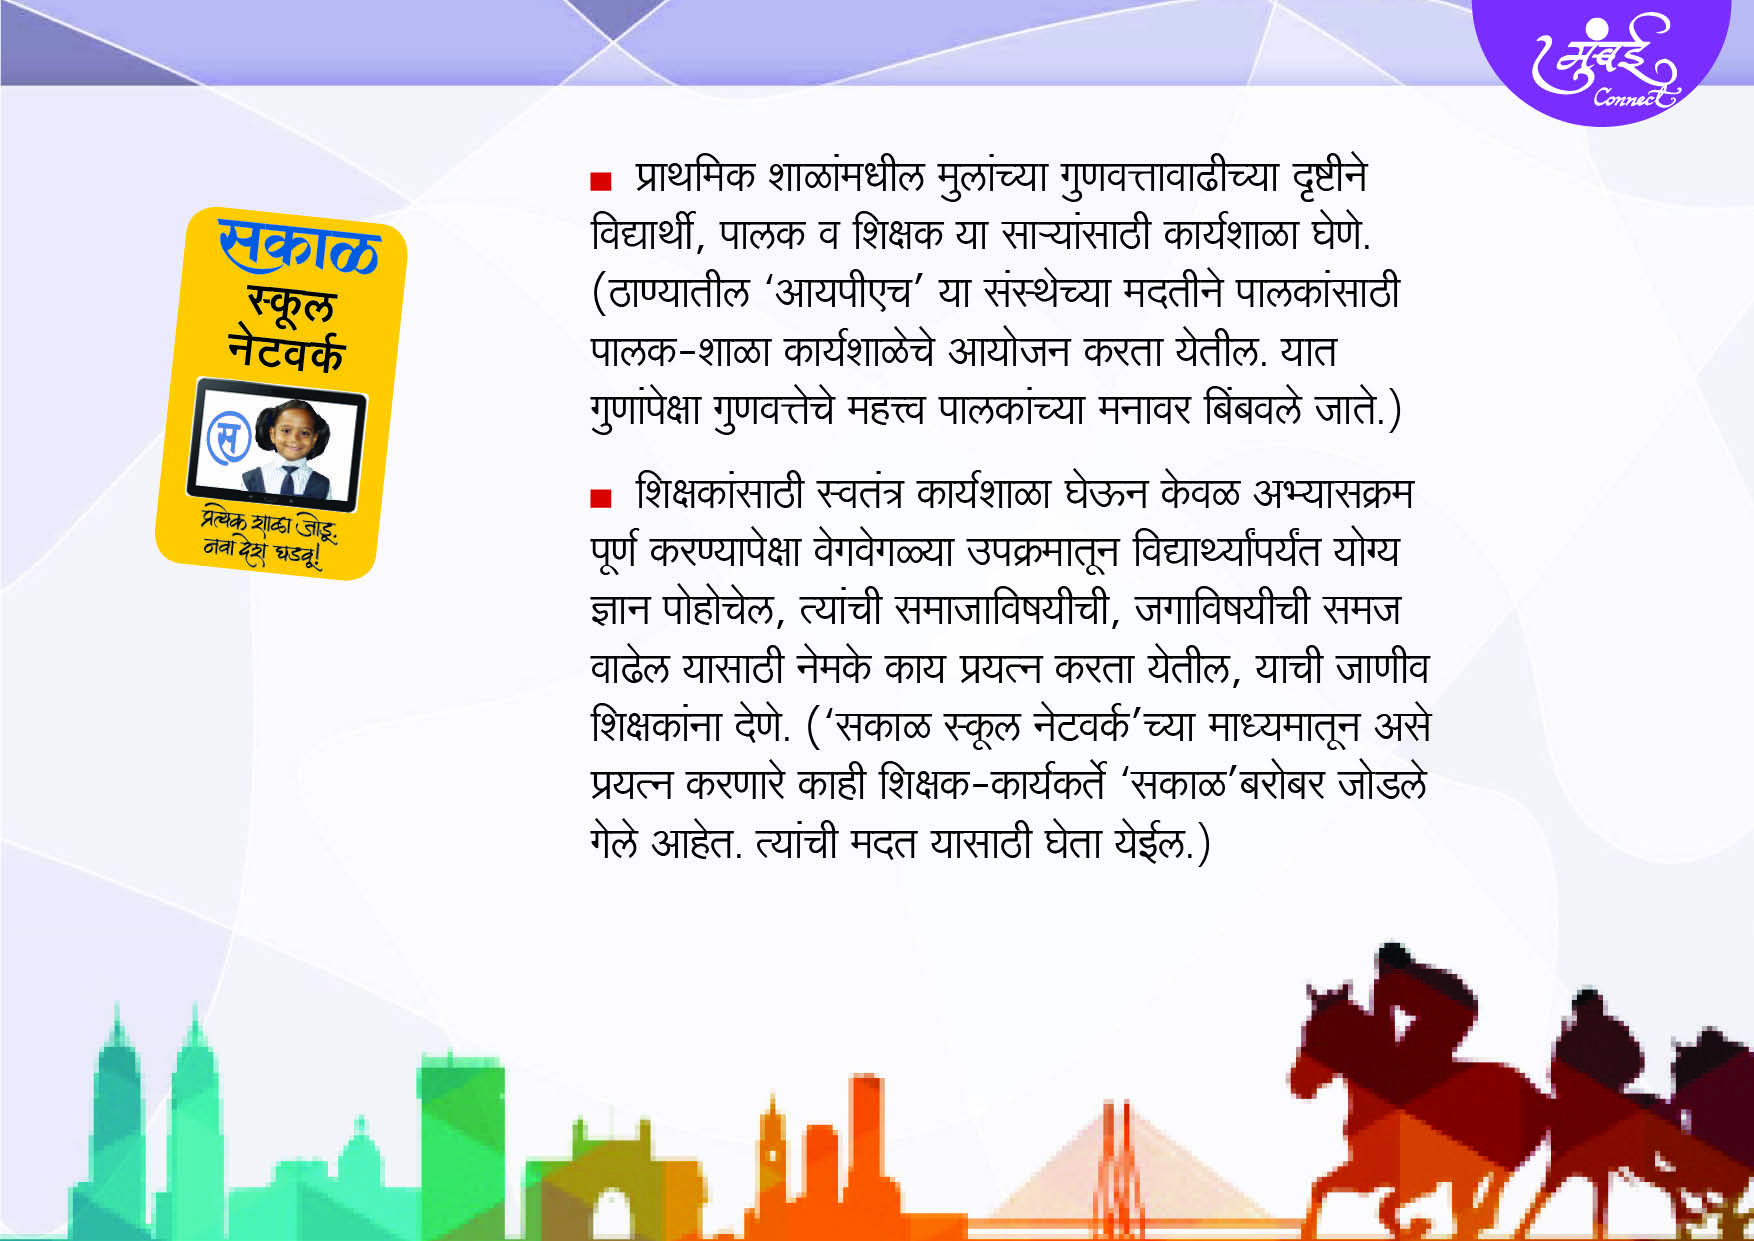 मुंबई
Connect
सकाळ
स्कूल
नेटवर्क
स
प्रत्येक शाळा जोडू.
नवा देश घडवू!
■ प्राथमिक शाळांमधील मुलांच्या गुणवत्तावाढीच्या दृष्टीने
विद्यार्थी, पालक व शिक्षक या साऱ्यांसाठी कार्यशाळा घेणे.
(ठाण्यातील ‘आयपीएच’ या संस्थेच्या मदतीने पालकांसाठी
पालक-शाळा कार्यशाळेचे आयोजन करता येतील. यात
गुणांपेक्षा गुणवत्तेचे महत्त्व पालकांच्या मनावर बिंबवले जाते.)
■ शिक्षकांसाठी स्वतंत्र कार्यशाळा घेऊन केवळ अभ्यासक्रम
पूर्ण करण्यापेक्षा वेगवेगळ्या उपक्रमातून विद्यार्थ्यांपर्यंत योग्य
ज्ञान पोहोचेल, त्यांची समाजाविषयीची, जगाविषयीची समज
वाढेल यासाठी नेमके काय प्रयत्न करता येतील, याची जाणीव
शिक्षकांना देणे. (‘सकाळ स्कूल नेटवर्क’च्या माध्यमातून असे
प्रयत्न करणारे काही शिक्षक-कार्यकर्ते ‘सकाळ’बरोबर जोडले
गेले आहेत. त्यांची मदत यासाठी घेता येईल.)